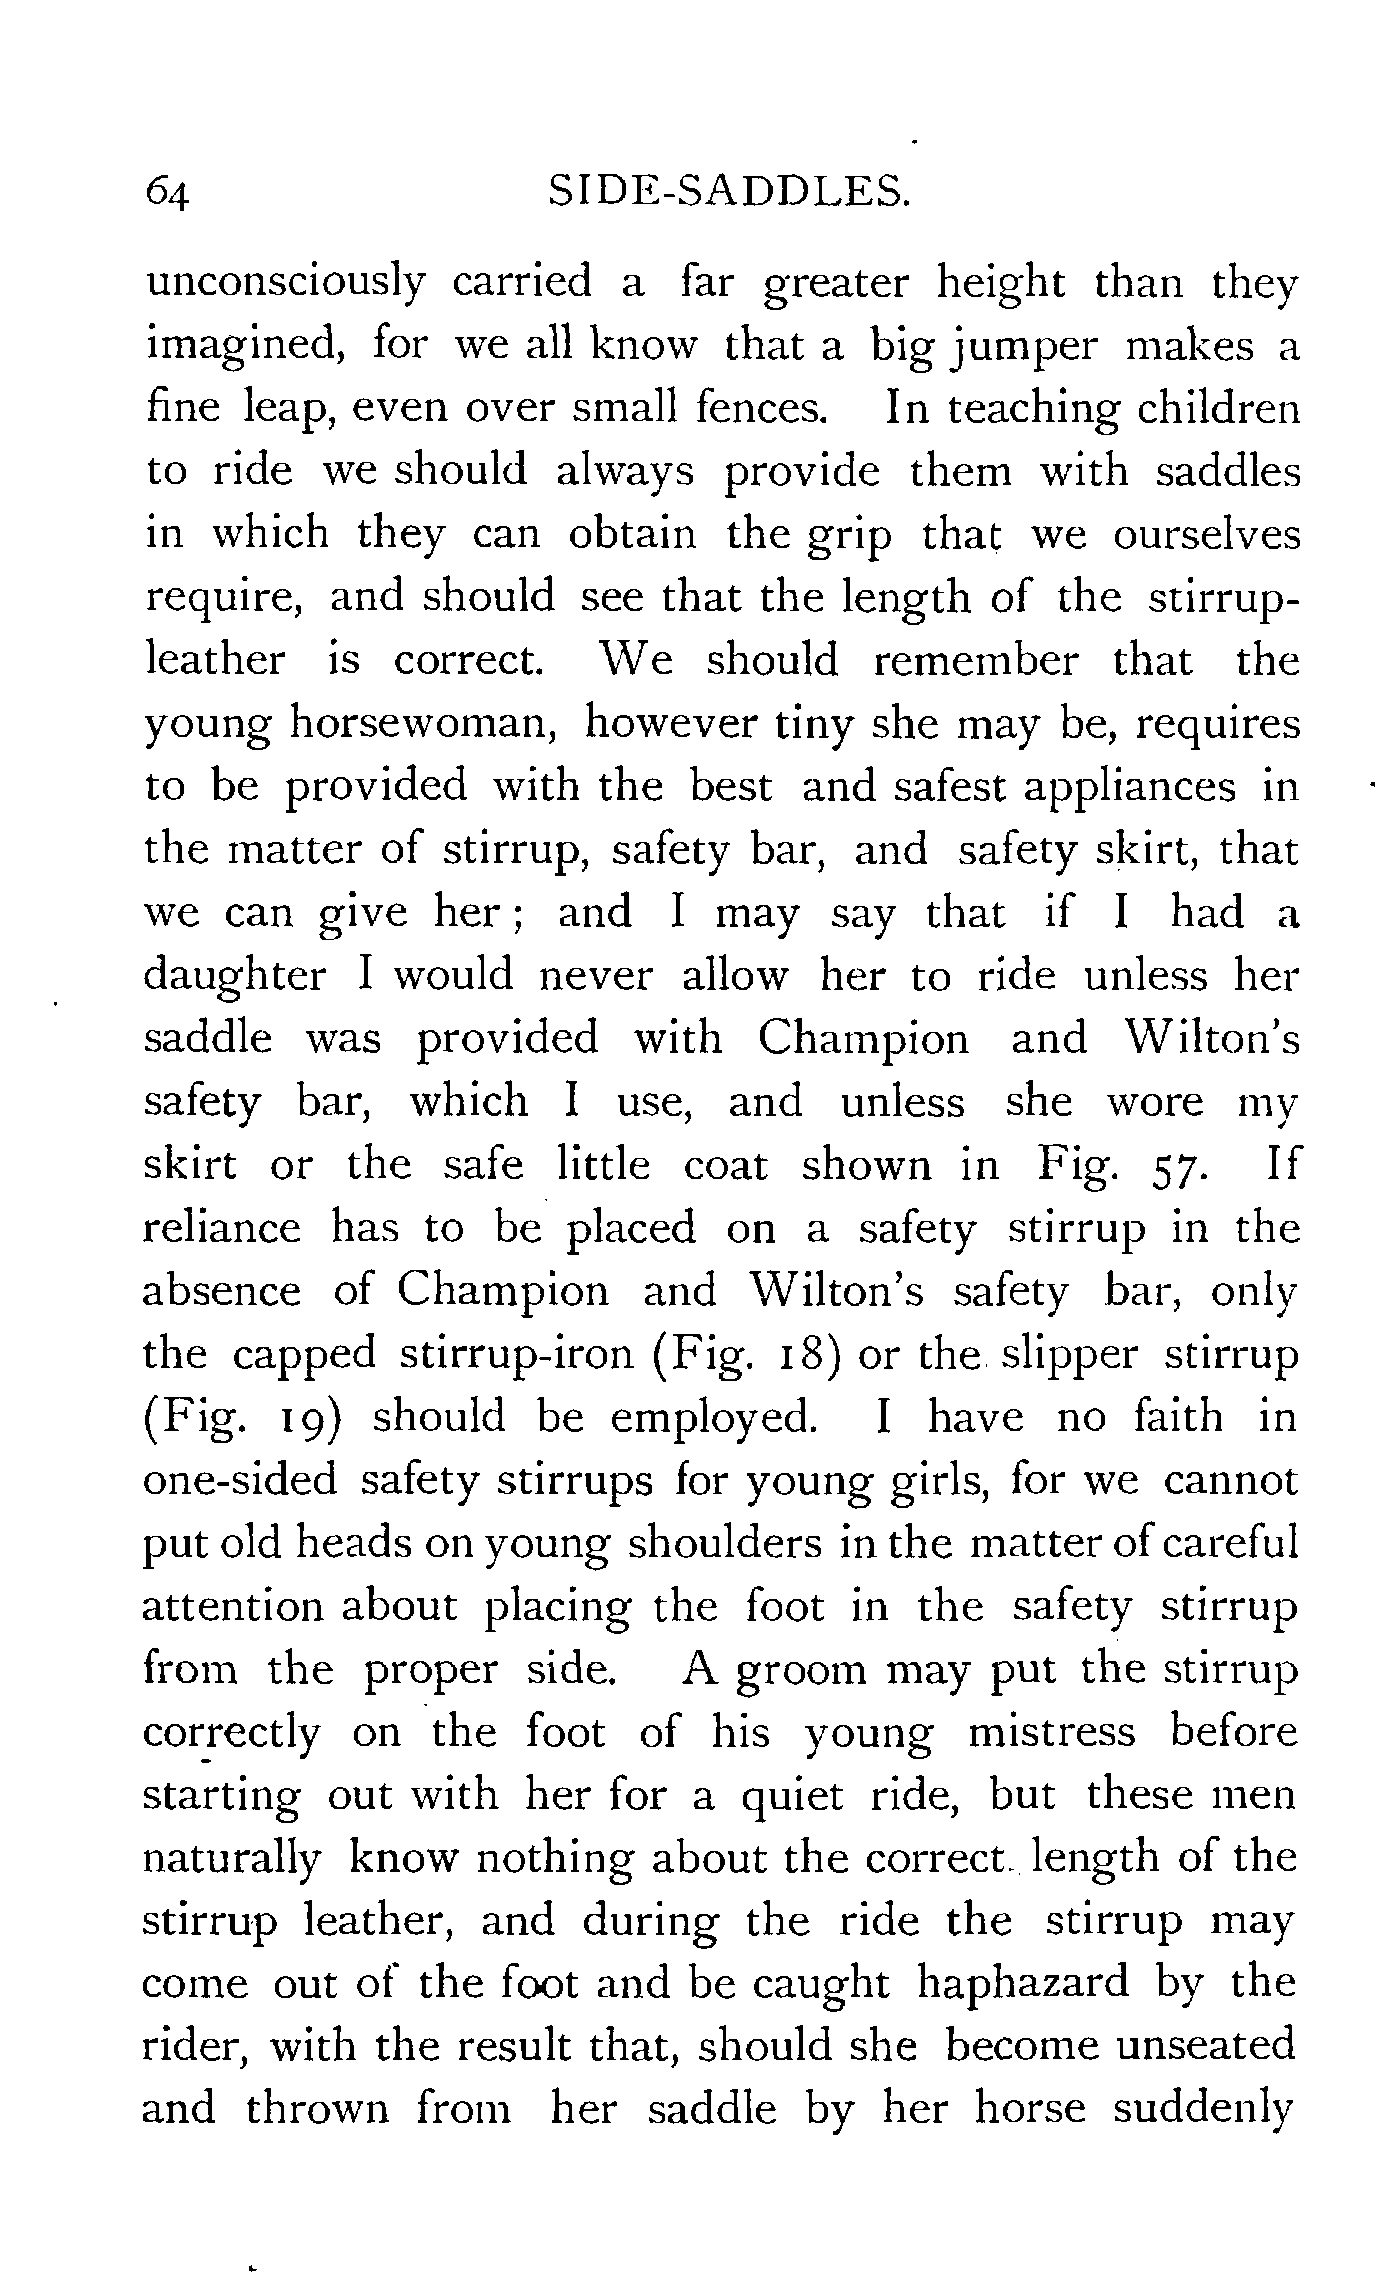 64 SIDE-SADDLES.
unconsciously carried a far greater height than they
imagined, for we all know that a big jumper makes a
fine leap, even over small fences. In teaching children
to ride we should always provide them with saddles
in which they can obtain the grip that we ourselves
require, and should see that the length of the stirrup-
leather is correct. We should remember that the
young horsewoman, however tiny she may be, requires
to be provided with the best and safest appliances in
the matter of stirrup, safety bar, and safety skirt, that
we can give her ; and I may say that if I had a
daughter I would never allow her to ride unless her
saddle was provided with Champion and Wilton's
safety bar, which I use, and unless she wore my
skirt or the safe little coat shown in Fig. 57. If
reliance has to be placed on a safety stirrup in the
absence of Champion and Wilton's safety bar, only
the capped stirrup-iron (Fig. 18) or the slipper stirrup
(Fig. 19) should be employed. I have no faith in
one-sided safety stirrups for young girls, for we cannot
put old heads on young shoulders in the matter of careful
attention about placing the foot in the safety stirrup
from the proper side. A groom may put the stirrup
correctly on the foot of his young mistress before
starting out with her for a quiet ride, but these men
naturally know nothing about the correct length of the
stirrup leather, and during the ride the stirrup may
come out of the foot and be caught haphazard by the
rider, with the result that, should she become unseated
and thrown from her saddle by her horse suddenly